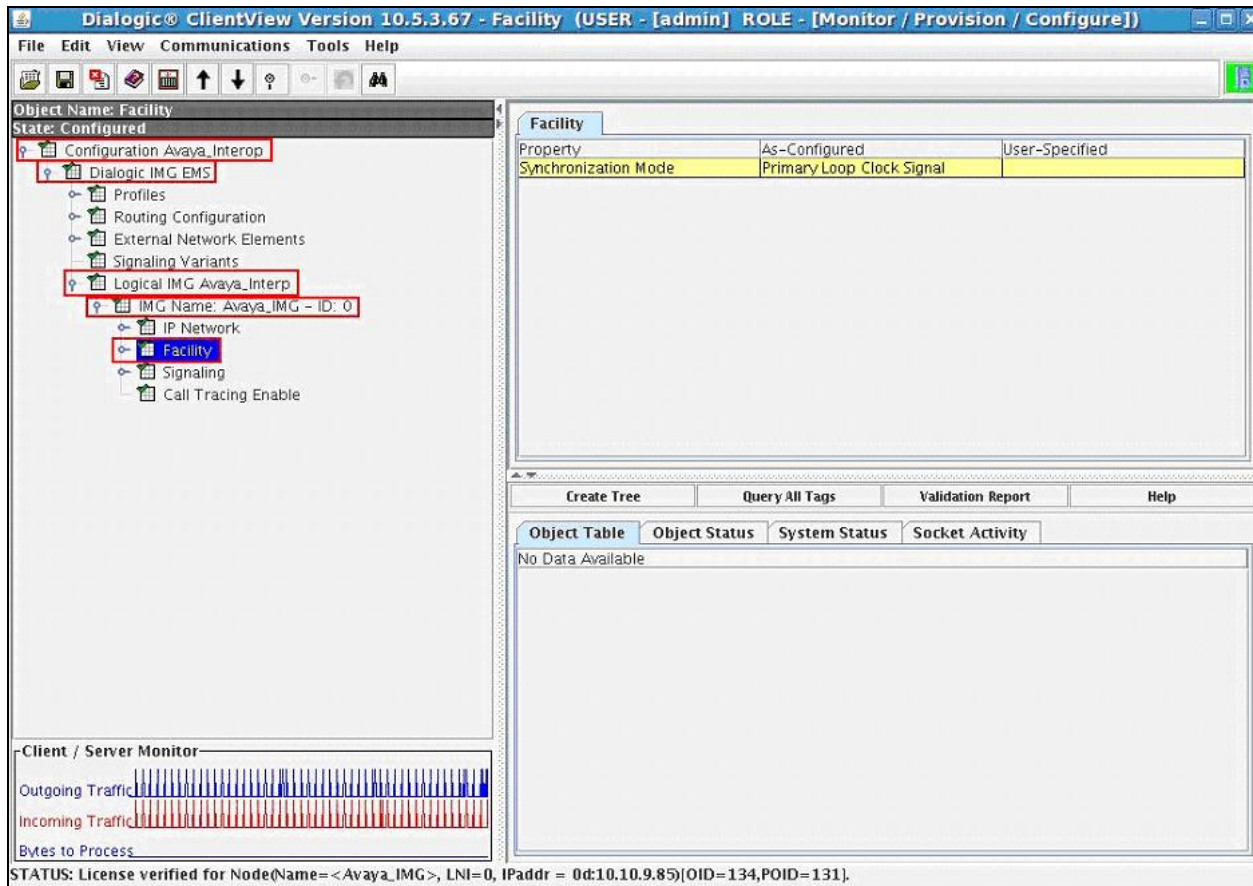 Dialogic® ClientView Version 10.5.3.67 - Facility (USER - [admin] ROLE - [Monitor / Provision / Configure])
File Edit View Communications Tools Help
Object Name: Facility
State: Configured
Configuration Avaya_Interop
Dialogic IMG EMS
Profiles
Routing Configuration
External Network Elements
Signaling Variants
Logical IMG Avaya_Interp
IMG Name: Avaya_IMG - ID: 0
IP Network
Facility
Signaling
Call Tracing Enable
Facility
Property As-Configured User-Specified
Synchronization Mode Primary Loop Clock Signal
Create Tree Query All Tags Validation Report Help
Object Table Object Status System Status Socket Activity
No Data Available
Client / Server Monitor
Outgoing Traffic
Incoming Traffic
Bytes to Process
STATUS: License verified for Node(Name=<Avaya_IMG>, LNI=0, IPaddr = 0d:10.10.9.85)[OID=134,POID=131].